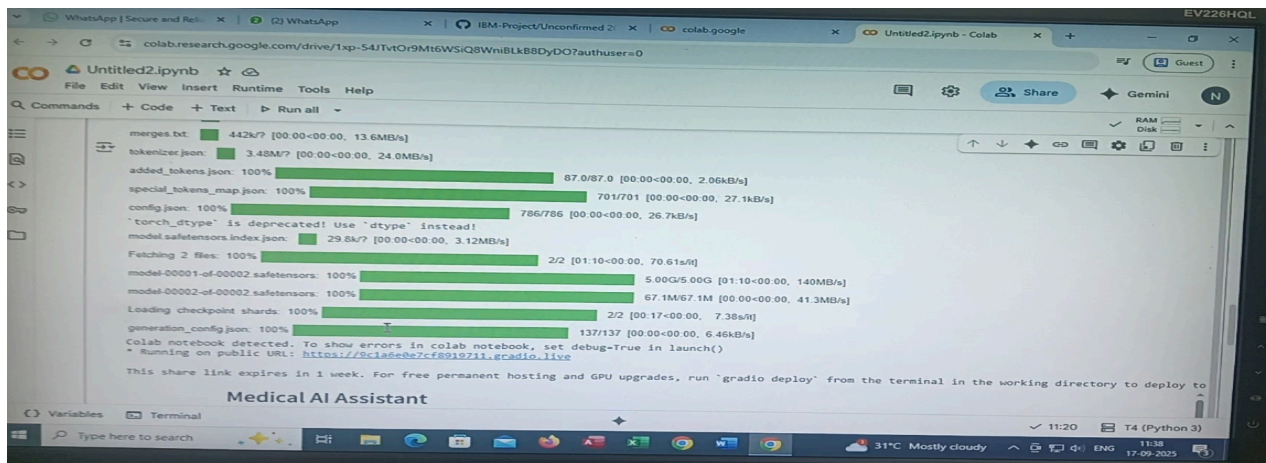 EV226HQL
WhatsApp | Secure and Reli
(2) WhatsApp
IBM-Project/Unconfirmed 2
colab.google
Untitled2.ipynb - Colab
colab.research.google.com/drive/1xp-S4JTvtOr9Mt6WSiQ8WniBLkB8DyDO?authuser=0
Guest
Untitled2.ipynb
File Edit View Insert Runtime Tools Help
Share
Gemini
N
Commands + Code + Text Run all
RAM
Disk
merges.txt: 442k/? [00:00<00:00, 13.6MB/s]
tokenizer.json: 3.48M/? [00:00<00:00, 24.0MB/s]
added_tokens.json: 100% 87.0/87.0 [00:00<00:00, 2.06kB/s]
special_tokens_map.json: 100% 701/701 [00:00<00:00, 27.1kB/s]
config.json: 100% 786/786 [00:00<00:00, 26.7kB/s]
`torch_dtype` is deprecated! Use `dtype` instead!
model.safetensors.index.json: 29.8k/? [00:00<00:00, 3.12MB/s]
Fetching 2 files: 100% 2/2 [01:10<00:00, 70.61s/it]
model-00001-of-00002.safetensors: 100% 5.00G/5.00G [01:10<00:00, 140MB/s]
model-00002-of-00002.safetensors: 100% 67.1M/67.1M [00:00<00:00, 41.3MB/s]
Loading checkpoint shards: 100% 2/2 [00:17<00:00, 7.38s/it]
generation_config.json: 100% 137/137 [00:00<00:00, 6.46kB/s]
Colab notebook detected. To show errors in colab notebook, set debug=True in launch()
* Running on public URL: https://9c1a6e0e7cf8919711.gradio.live
This share link expires in 1 week. For free permanent hosting and GPU upgrades, run `gradio deploy` from the terminal in the working directory to deploy to
Medical AI Assistant
Variables Terminal
11:20 T4 (Python 3)
Type here to search
31°C Mostly cloudy
ENG
11:38
17-09-2025
3